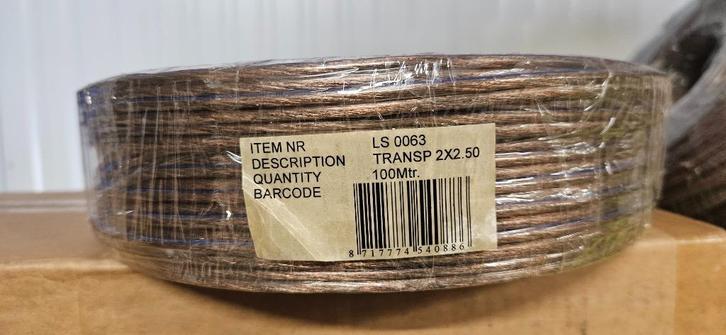 ITEM NR LS 0063
DESCRIPTION TRANSP 2X2.50
QUANTITY 100Mtr.
BARCODE
8 717774 540886